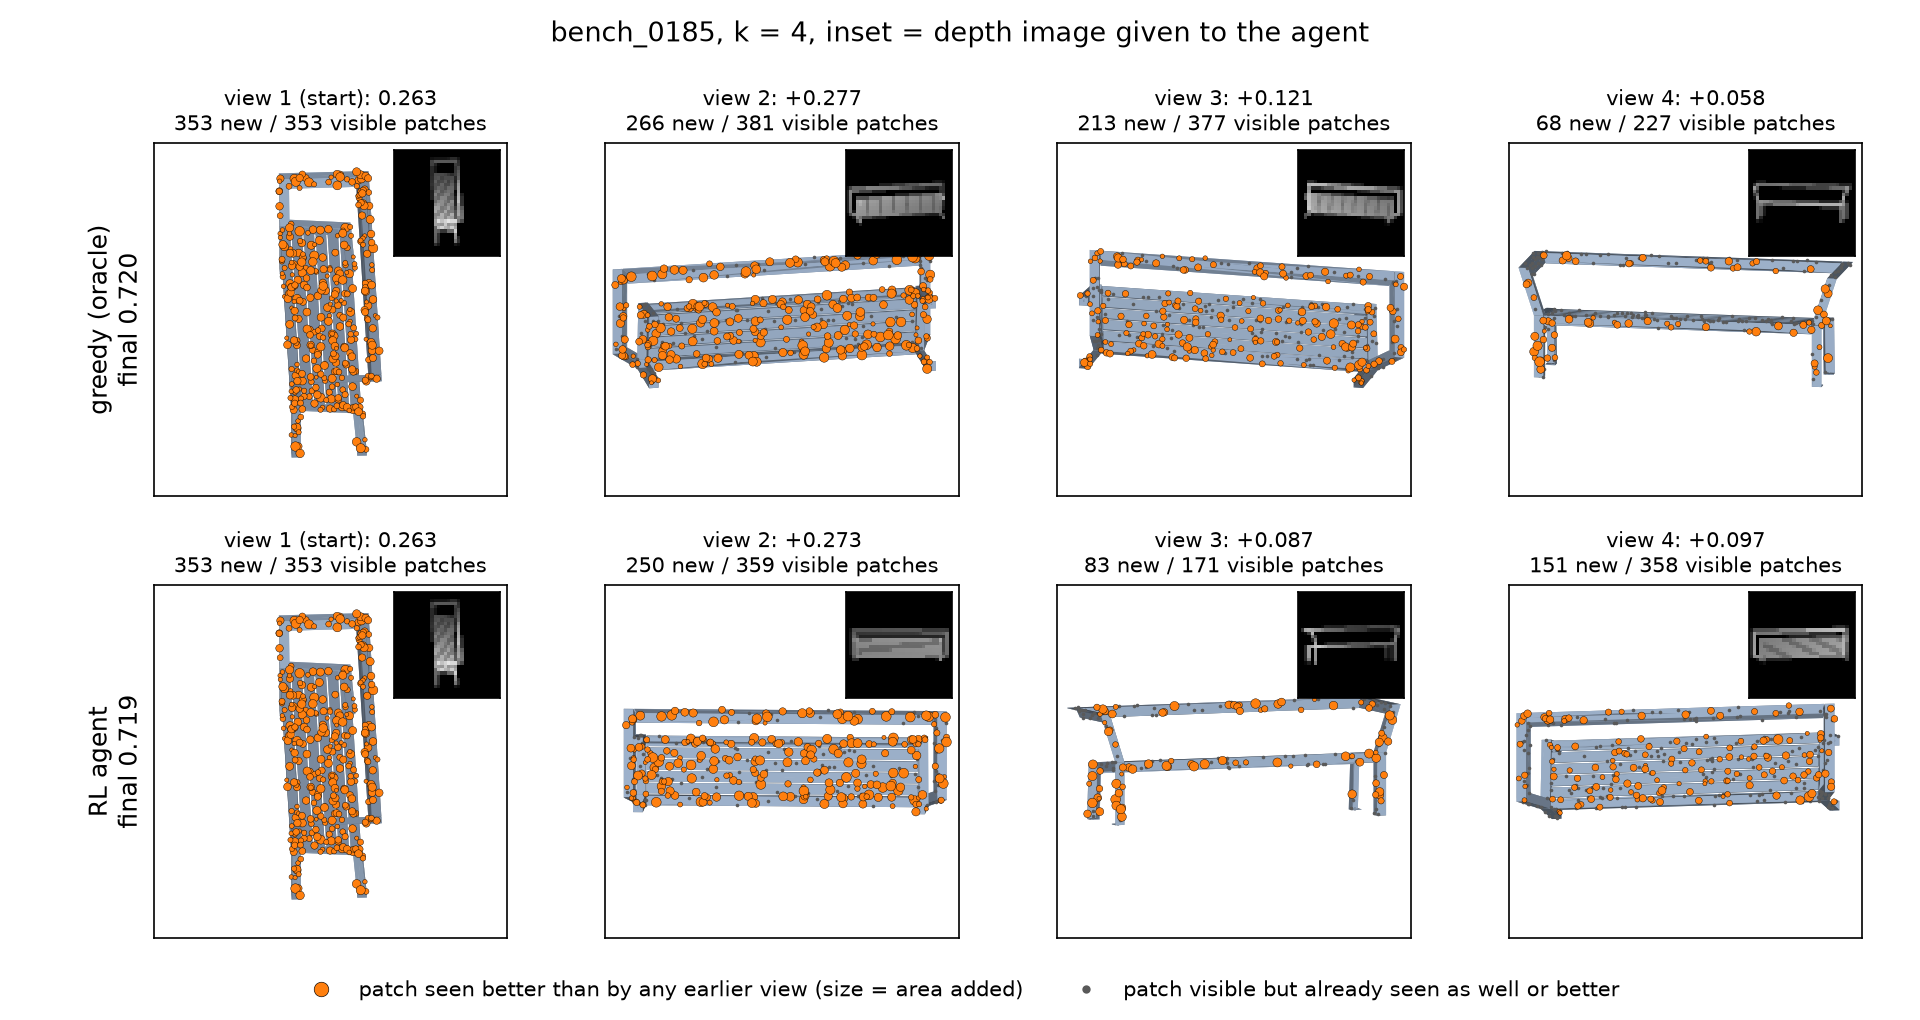 bench_0185, k = 4, inset = depth image given to the agent
view 1 (start): 0.263
353 new / 353 visible patches
view 2: +0.277
266 new / 381 visible patches
view 3: +0.121
213 new / 377 visible patches
view 4: +0.058
68 new / 227 visible patches
greedy (oracle)
final 0.720
view 1 (start): 0.263
353 new / 353 visible patches
view 2: +0.273
250 new / 359 visible patches
view 3: +0.087
83 new / 171 visible patches
view 4: +0.097
151 new / 358 visible patches
RL agent
final 0.719
patch seen better than by any earlier view (size = area added)
patch visible but already seen as well or better